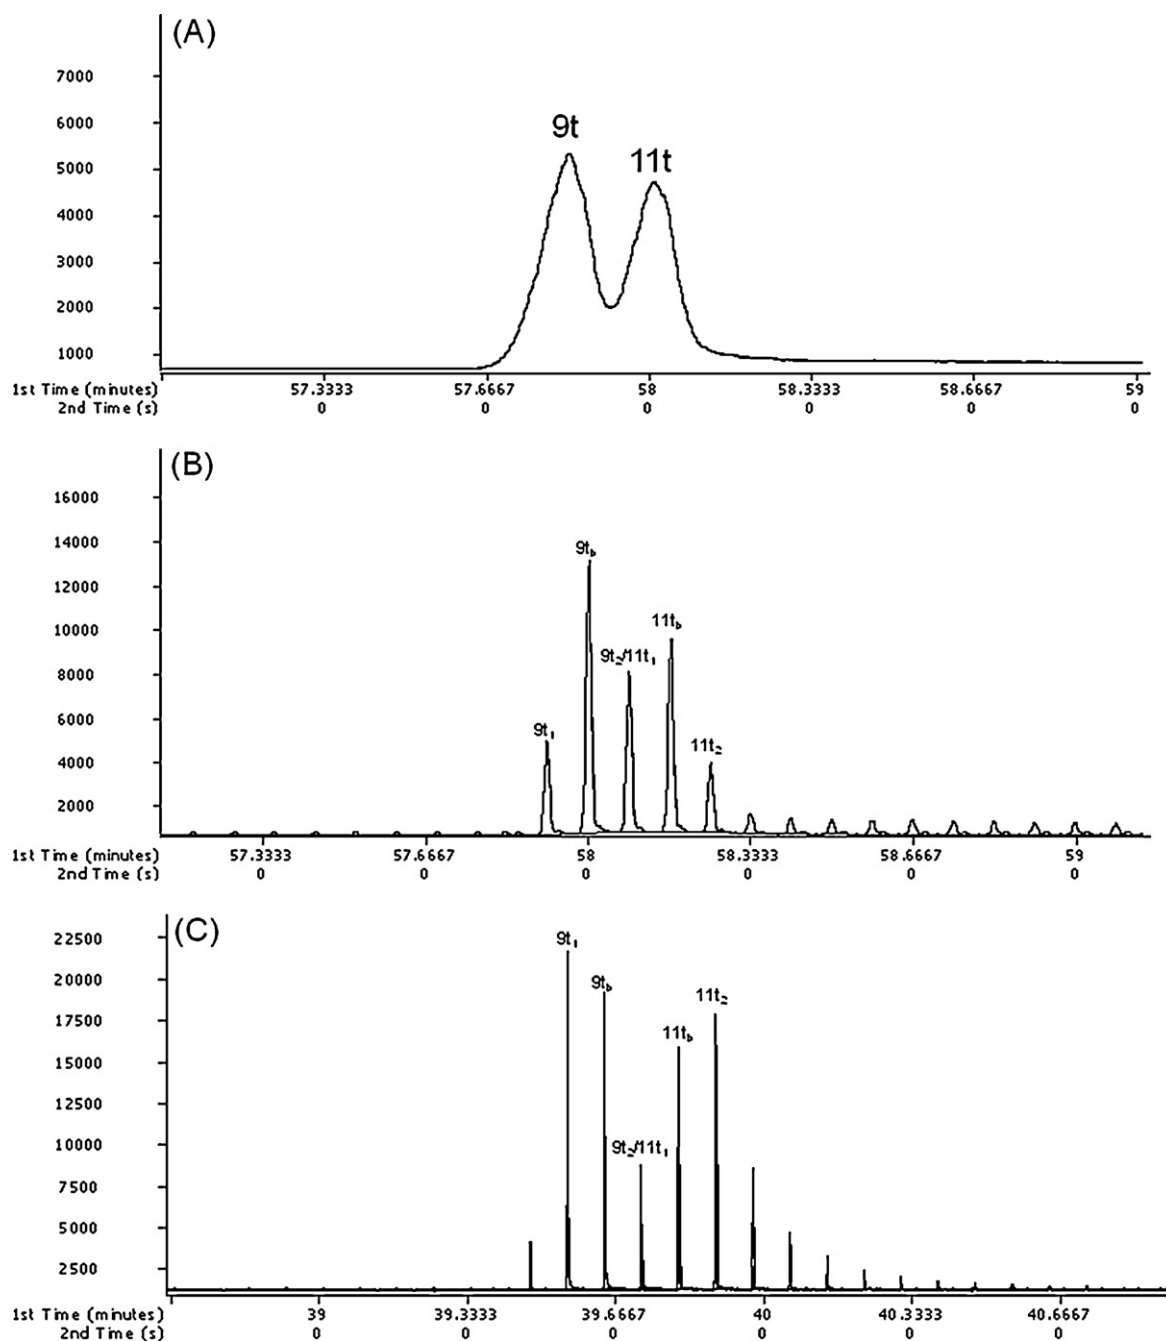 (A)
7000
6000
5000
4000
3000
2000
1000
9t
11t
1st Time (minutes) 57.3333 57.6667 58 58.3333 58.6667 59
2nd Time (s) 0 0 0 0 0 0
(B)
16000
14000
12000
10000
8000
6000
4000
2000
9t₁
9t♭
9t₂/11t₁
11t♭
11t₂
1st Time (minutes) 57.3333 57.6667 58 58.3333 58.6667 59
2nd Time (s) 0 0 0 0 0 0
(C)
22500
20000
17500
15000
12500
10000
7500
5000
2500
9t₁
9t♭
9t₂/11t₁
11t♭
11t₂
1st Time (minutes) 39 39.3333 39.6667 40 40.3333 40.6667
2nd Time (s) 0 0 0 0 0 0